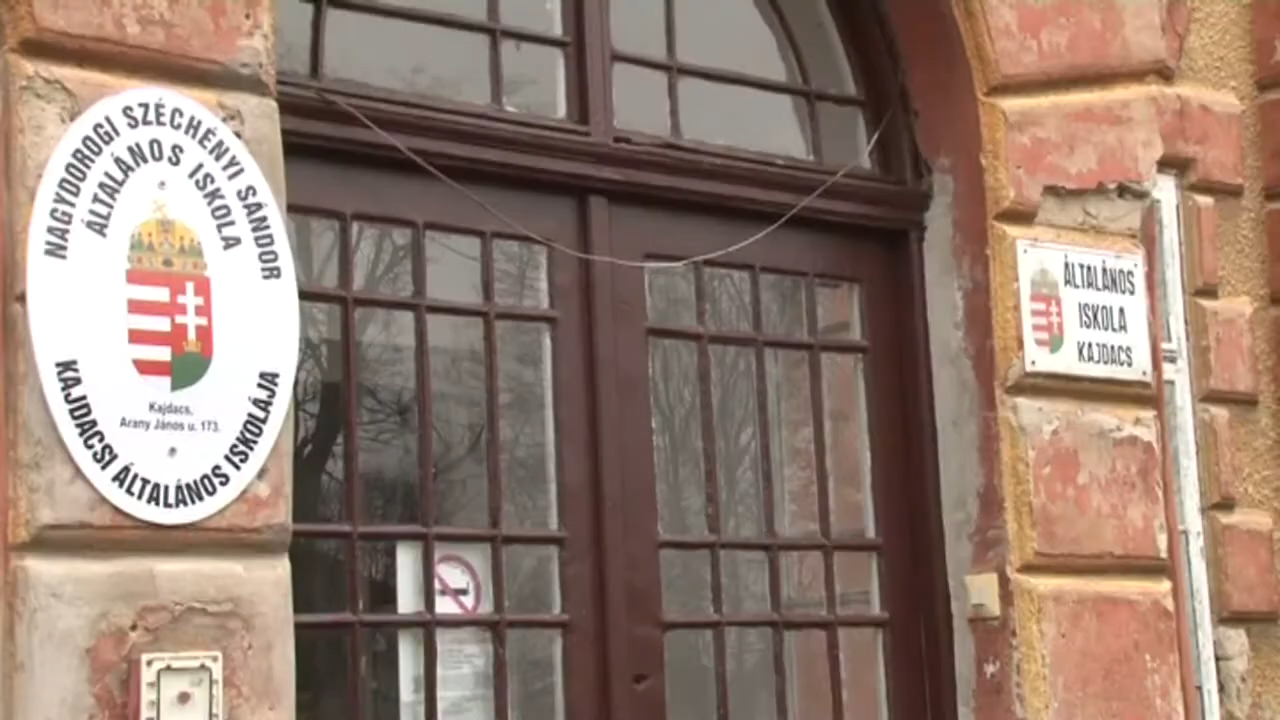 NAGYDOROGI SZÉCHÉNYI SÁNDOR
ÁLTALÁNOS ISKOLA
Kajdacs,
Arany János u. 173.
KAJDACSI ÁLTALÁNOS ISKOLÁJA
ÁLTALÁNOS
ISKOLA
KAJDACS